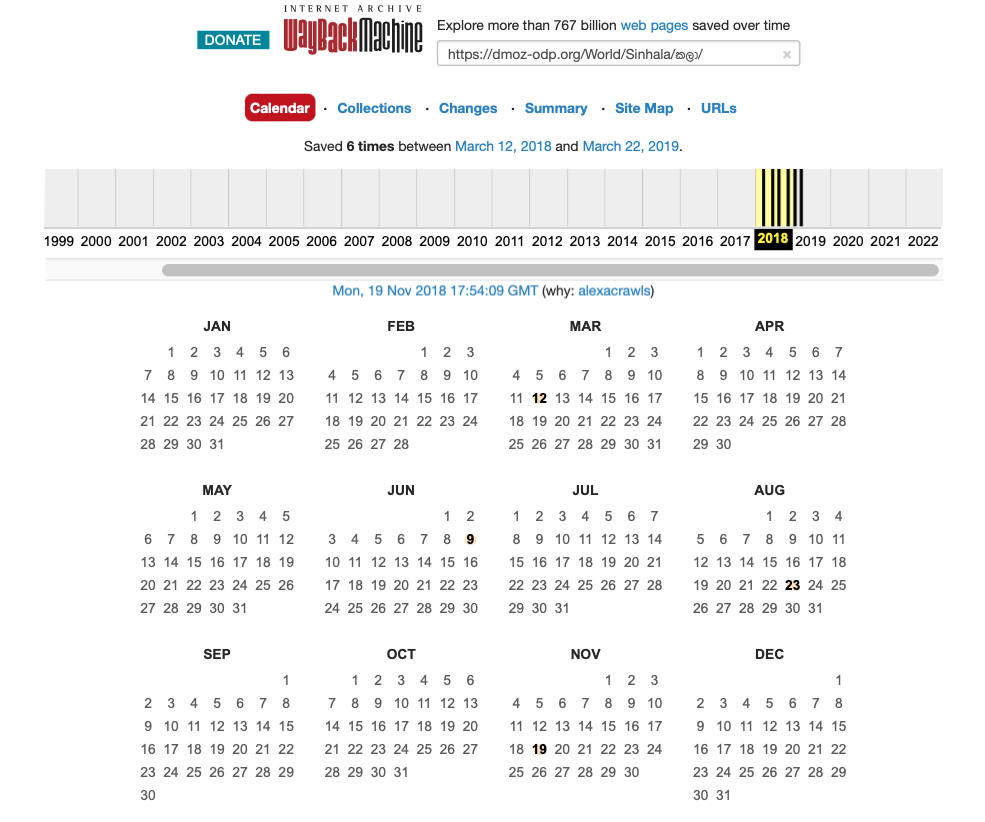 INTERNET ARCHIVE
DONATE WayBackMachine Explore more than 767 billion web pages saved over time
https://dmoz-odp.org/World/Sinhala/කලා/ ×
Calendar · Collections · Changes · Summary · Site Map · URLs
Saved 6 times between March 12, 2018 and March 22, 2019.
1999 2000 2001 2002 2003 2004 2005 2006 2007 2008 2009 2010 2011 2012 2013 2014 2015 2016 2017 2018 2019 2020 2021 2022
Mon, 19 Nov 2018 17:54:09 GMT (why: alexacrawls)
JAN FEB MAR APR
1 2 3 4 5 6 1 2 3 1 2 3 1 2 3 4 5 6 7
7 8 9 10 11 12 13 4 5 6 7 8 9 10 4 5 6 7 8 9 10 8 9 10 11 12 13 14
14 15 16 17 18 19 20 11 12 13 14 15 16 17 11 12 13 14 15 16 17 15 16 17 18 19 20 21
21 22 23 24 25 26 27 18 19 20 21 22 23 24 18 19 20 21 22 23 24 22 23 24 25 26 27 28
28 29 30 31 25 26 27 28 25 26 27 28 29 30 31 29 30
MAY JUN JUL AUG
1 2 3 4 5 1 2 1 2 3 4 5 6 7 1 2 3 4
6 7 8 9 10 11 12 3 4 5 6 7 8 9 8 9 10 11 12 13 14 5 6 7 8 9 10 11
13 14 15 16 17 18 19 10 11 12 13 14 15 16 15 16 17 18 19 20 21 12 13 14 15 16 17 18
20 21 22 23 24 25 26 17 18 19 20 21 22 23 22 23 24 25 26 27 28 19 20 21 22 23 24 25
27 28 29 30 31 24 25 26 27 28 29 30 29 30 31 26 27 28 29 30 31
SEP OCT NOV DEC
1 1 2 3 4 5 6 1 2 3 1
2 3 4 5 6 7 8 7 8 9 10 11 12 13 4 5 6 7 8 9 10 2 3 4 5 6 7 8
9 10 11 12 13 14 15 14 15 16 17 18 19 20 11 12 13 14 15 16 17 9 10 11 12 13 14 15
16 17 18 19 20 21 22 21 22 23 24 25 26 27 18 19 20 21 22 23 24 16 17 18 19 20 21 22
23 24 25 26 27 28 29 28 29 30 31 25 26 27 28 29 30 23 24 25 26 27 28 29
30 30 31